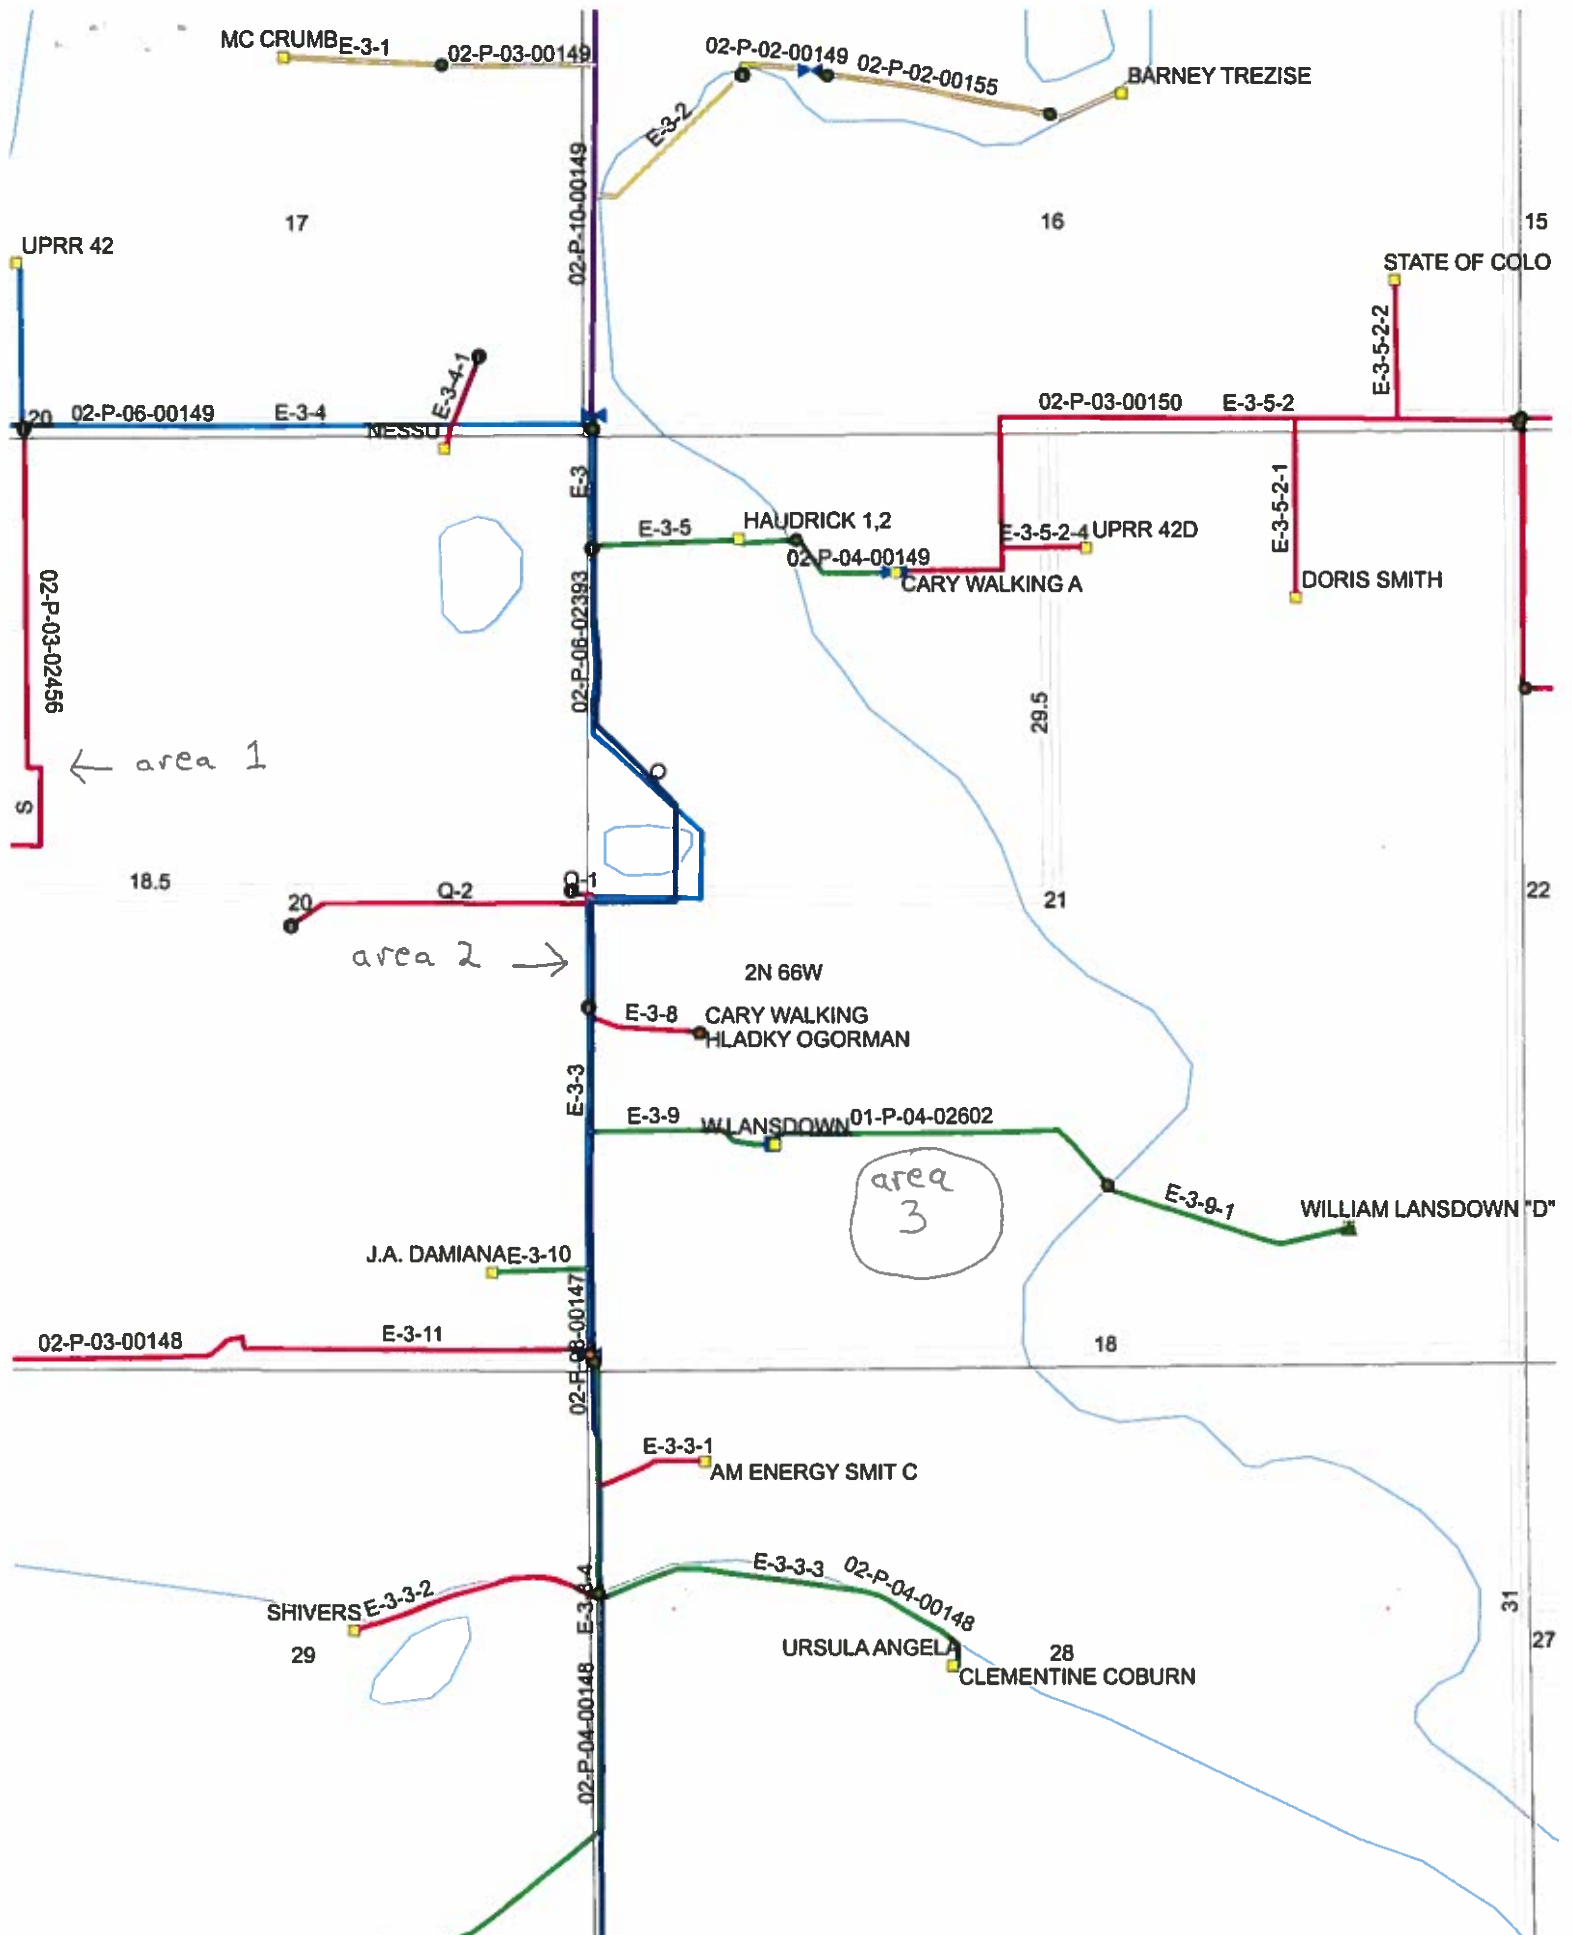 MC CRUMB
E-3-1
02-P-03-00149
02-P-02-00149
02-P-02-00155
BARNEY TREZISE
E-3-2
02-P-10-00149
17
16
15
UPRR 42
STATE OF COLO
E-3-5-2-2
E-3-4-1
20
02-P-06-00149
E-3-4
NESSU
02-P-03-00150
E-3-5-2
E-3
E-3-5
HAUDRICK 1,2
02-P-04-00149
CARY WALKING A
E-3-5-2-4
UPRR 42D
E-3-5-2-1
DORIS SMITH
02-P-03-02456
02-P-06-02393
29.5
← area 1
S
O
18.5
Q-2
Q-1
20
21
22
area 2 →
2N 66W
E-3-8
CARY WALKING
HLADKY OGORMAN
E-3-3
E-3-9
W.LANSDOWN
01-P-04-02602
area
3
E-3-9-1
WILLIAM LANSDOWN "D"
J.A. DAMIANA
E-3-10
02-P-03-00148
E-3-11
18
E-3-3-1
AM ENERGY SMIT C
E-3-3-3
02-P-04-00148
SHIVERS
E-3-3-2
29
URSULA ANGELA
28
CLEMENTINE COBURN
31
27
02-P-04-00148